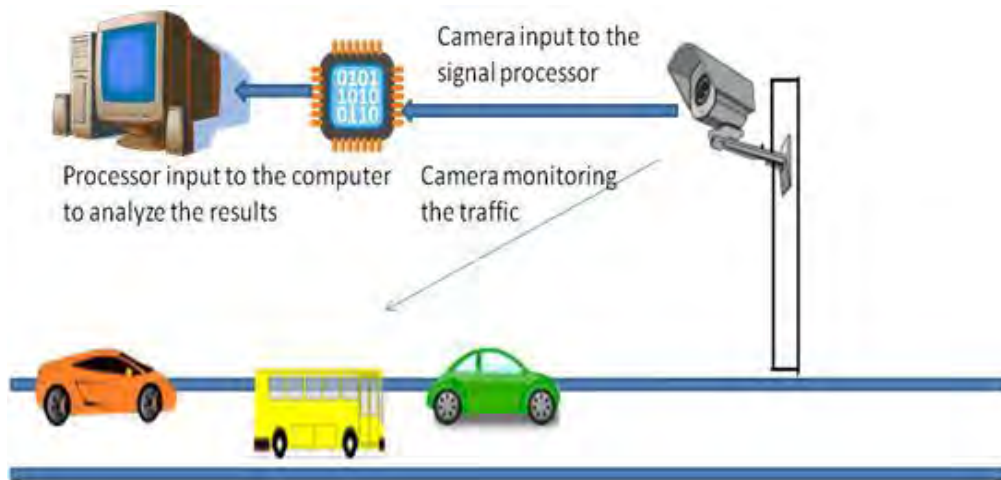 Camera input to the
signal processor
0101
1010
0110
Processor input to the computer
to analyze the results
Camera monitoring
the traffic